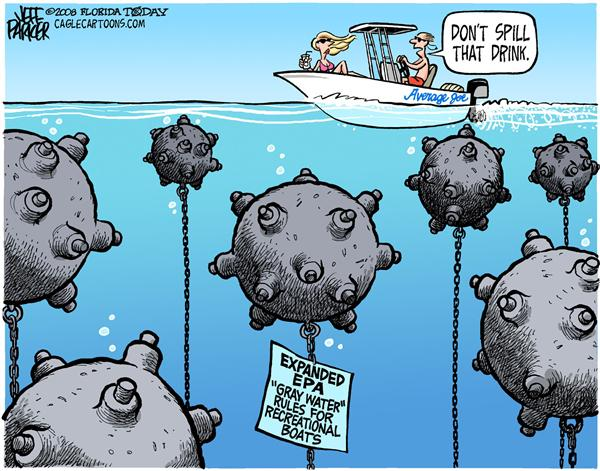 JEFF
PARKER
©2008 FLORIDA TODAY
CAGLECARTOONS.COM
DON'T SPILL
THAT DRINK.
Average Joe
EXPANDED
EPA
"GRAY WATER"
RULES FOR
RECREATIONAL
BOATS